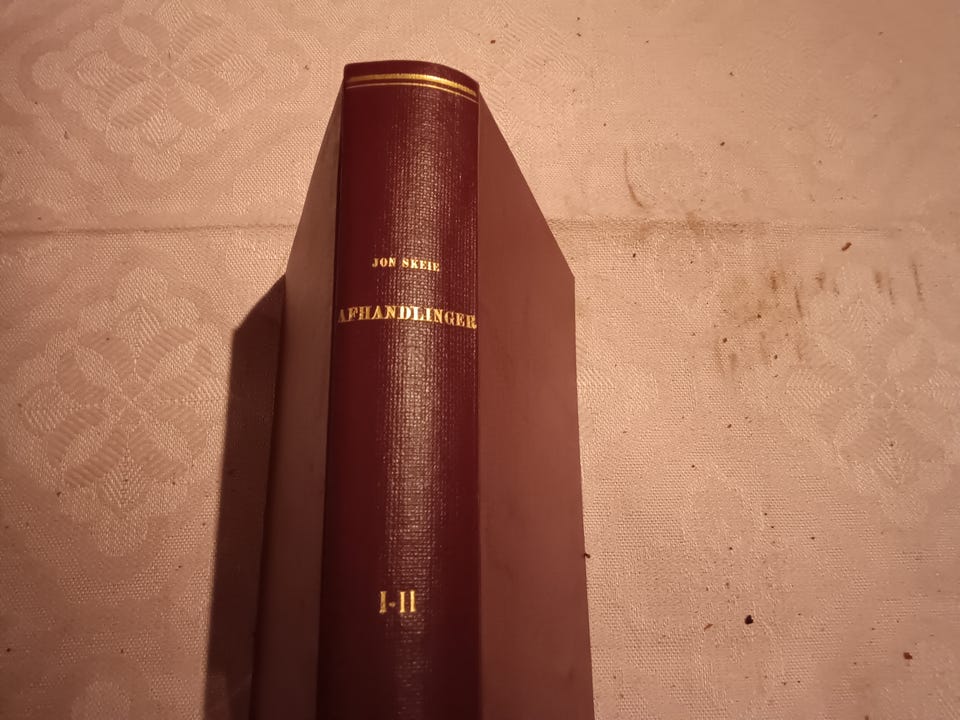 JON SKEIE
AFHANDLINGER
I-II